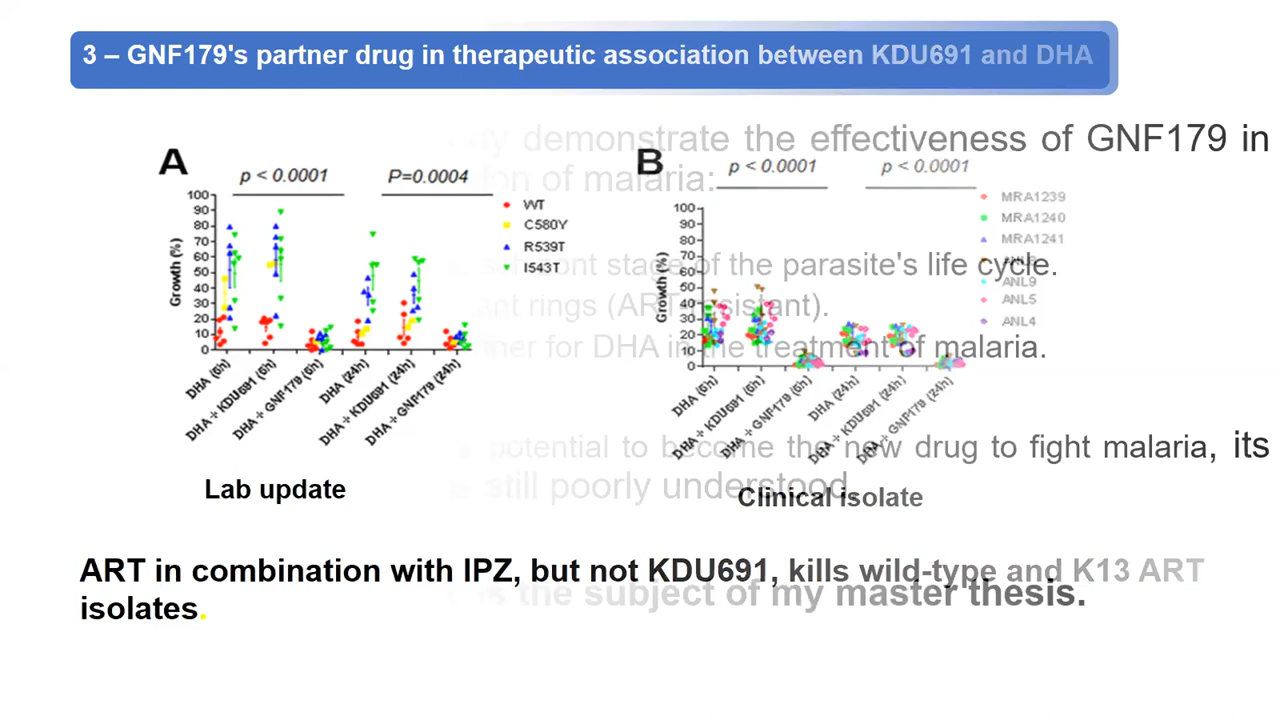 3 – GNF179's partner drug in therapeutic association between KDU691 and DHA
demonstrate the effectiveness of GNF179 in
of malaria:
A
p < 0.0001
P=0.0004
Growth (%)
100
90
80
70
60
50
40
30
20
10
0
WT
C580Y
R539T
I543T
DHA (6h)
DHA + KDU691 (6h)
DHA + GNF179 (6h)
DHA (24h)
DHA + KDU691 (24h)
DHA + GNF179 (24h)
Lab update
B
p < 0.0001
p < 0.0001
Growth (%)
100
90
80
70
60
50
40
30
20
10
0
MRA1239
MRA1240
MRA1241
ANL9
ANL5
ANL4
DHA (6h)
DHA + KDU691 (6h)
DHA + GNF179 (6h)
DHA (24h)
DHA + KDU691 (24h)
DHA + GNF179 (24h)
Clinical isolate
stage of the parasite's life cycle.
rings (ART
for DHA in the treatment of malaria.
potential to become the new drug to fight malaria, its
still poorly understood.
ART in combination with IPZ, but not KDU691, kills wild-type and K13 ART
isolates.
the subject of my master thesis.